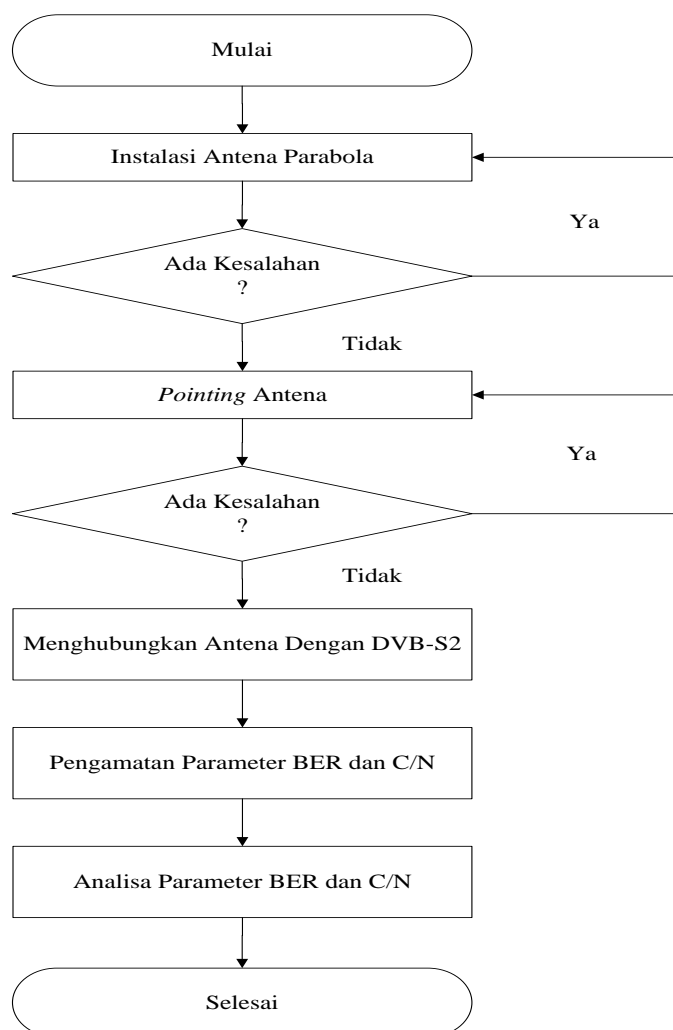 Mulai
Instalasi Antena Parabola
Ya
Ada Kesalahan
?
Tidak
Pointing Antena
Ya
Ada Kesalahan
?
Tidak
Menghubungkan Antena Dengan DVB-S2
Pengamatan Parameter BER dan C/N
Analisa Parameter BER dan C/N
Selesai